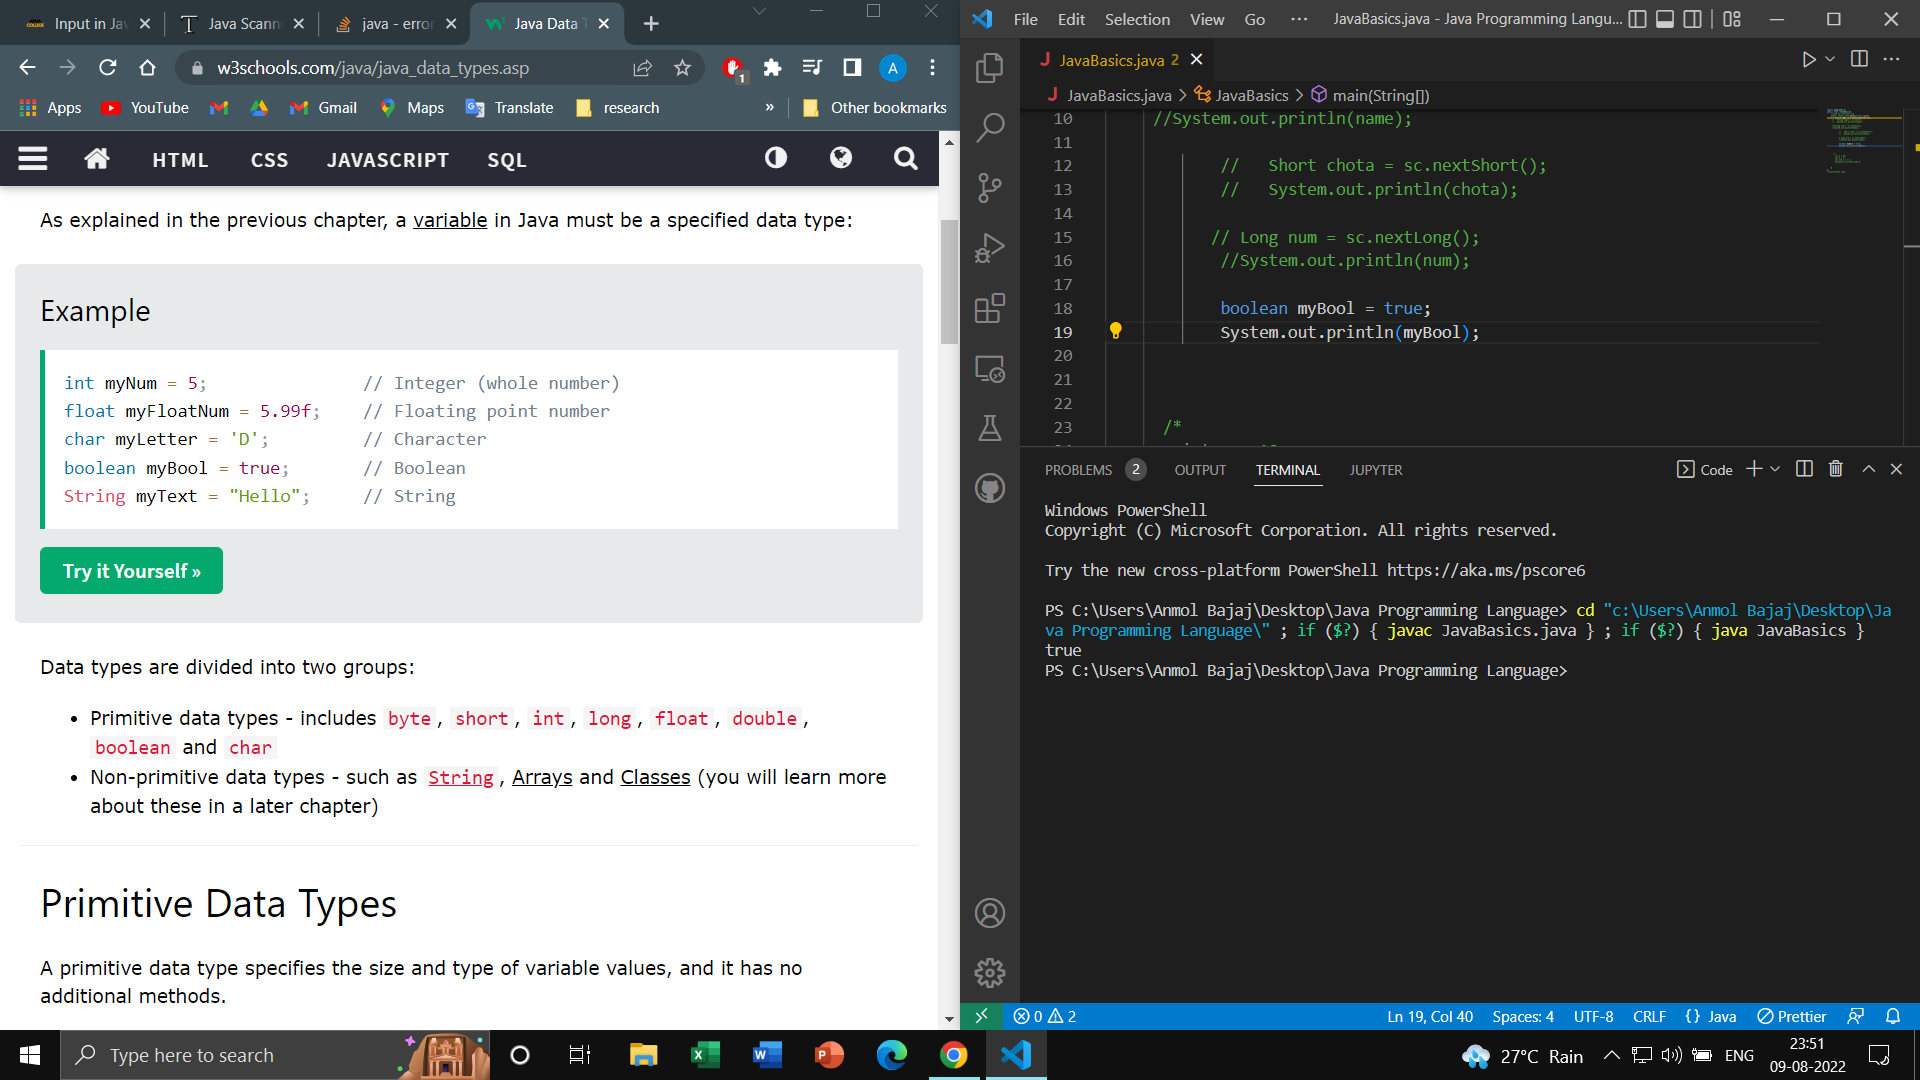 Input in Jav
Java Scann
java - erro
Java Data T
w3schools.com/java/java_data_types.asp
1
A
Apps
YouTube
Gmail
Maps
Translate
research
»
Other bookmarks
HTML
CSS
JAVASCRIPT
SQL
As explained in the previous chapter, a variable in Java must be a specified data type:
Example
int myNum = 5; // Integer (whole number)
float myFloatNum = 5.99f; // Floating point number
char myLetter = 'D'; // Character
boolean myBool = true; // Boolean
String myText = "Hello"; // String
Try it Yourself »
Data types are divided into two groups:
• Primitive data types - includes byte, short, int, long, float, double,
boolean and char
• Non-primitive data types - such as String, Arrays and Classes (you will learn more
about these in a later chapter)
Primitive Data Types
A primitive data type specifies the size and type of variable values, and it has no
additional methods.
File Edit Selection View Go ··· JavaBasics.java - Java Programming Langu...
J JavaBasics.java 2
J JavaBasics.java > JavaBasics > main(String[])
10 //System.out.println(name);
11
12 // Short chota = sc.nextShort();
13 // System.out.println(chota);
14
15 // Long num = sc.nextLong();
16 //System.out.println(num);
17
18 boolean myBool = true;
19 System.out.println(myBool);
20
21
22
23 /*
PROBLEMS 2 OUTPUT TERMINAL JUPYTER
Code
Windows PowerShell
Copyright (C) Microsoft Corporation. All rights reserved.
Try the new cross-platform PowerShell https://aka.ms/pscore6
PS C:\Users\Anmol Bajaj\Desktop\Java Programming Language> cd "c:\Users\Anmol Bajaj\Desktop\Ja
va Programming Language\" ; if ($?) { javac JavaBasics.java } ; if ($?) { java JavaBasics }
true
PS C:\Users\Anmol Bajaj\Desktop\Java Programming Language>
0 2
Ln 19, Col 40 Spaces: 4 UTF-8 CRLF {} Java Prettier
Type here to search
27°C Rain
ENG
23:51
09-08-2022